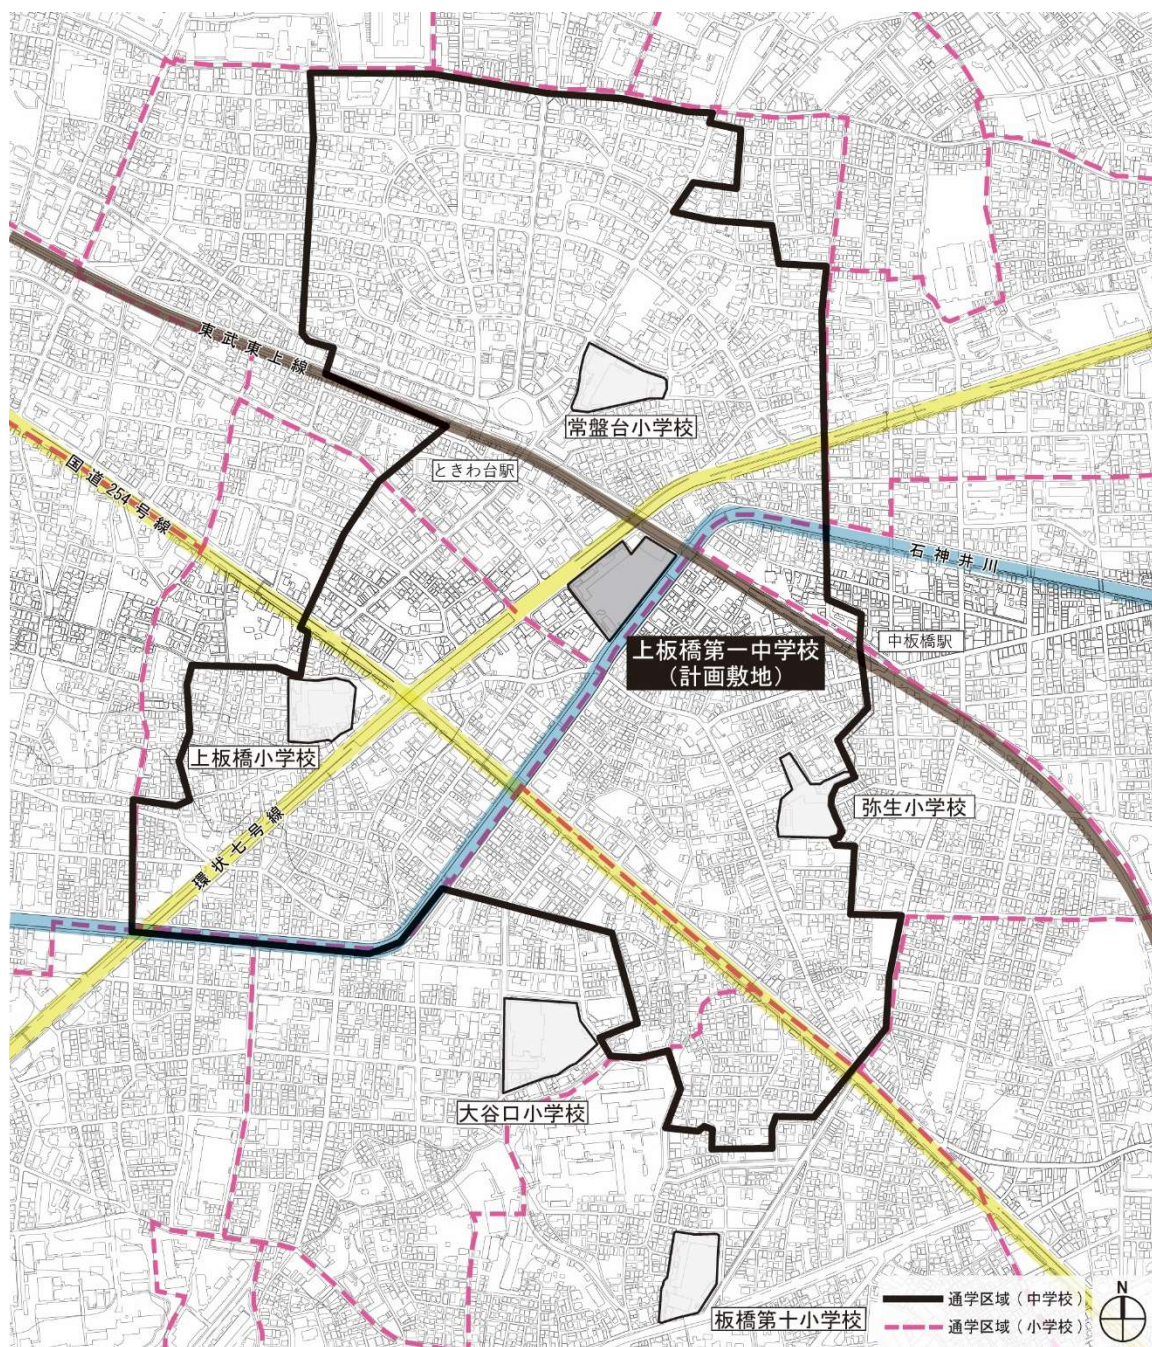 東武東上線
常盤台小学校
ときわ台駅
国道254号線
石神井川
上板橋第一中学校
（計画敷地）
中板橋駅
上板橋小学校
弥生小学校
環状七号線
大谷口小学校
板橋第十小学校
通学区域（中学校）
通学区域（小学校）
N